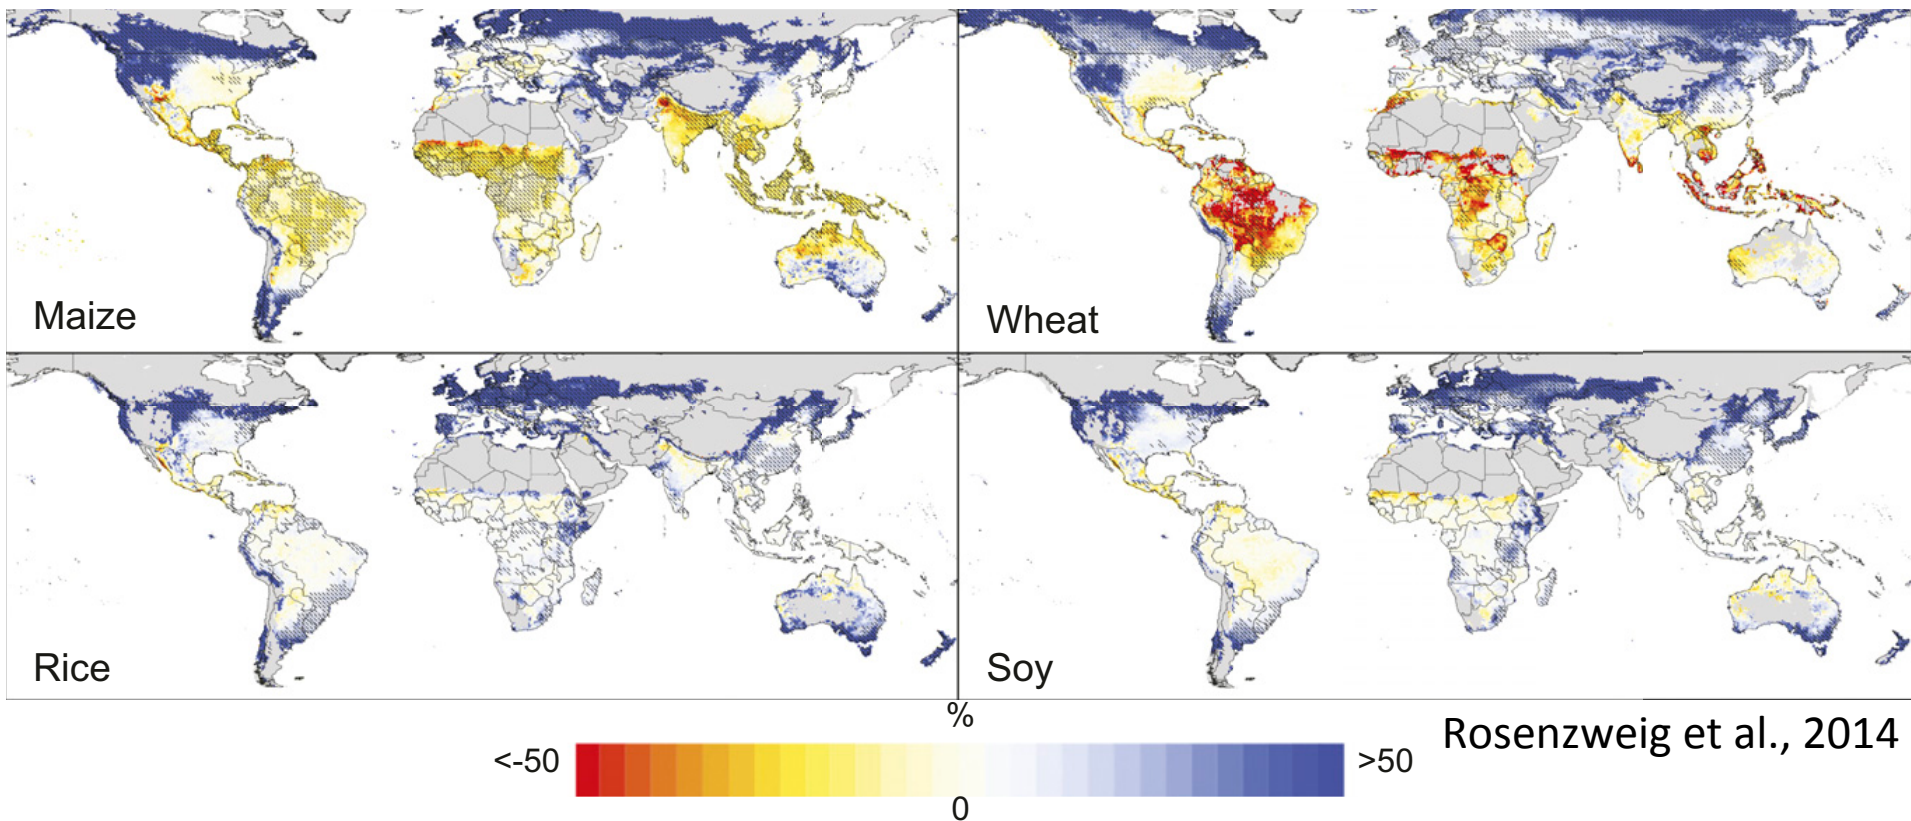 Maize
Wheat
Rice
Soy
%
<-50
>50
0
Rosenzweig et al., 2014